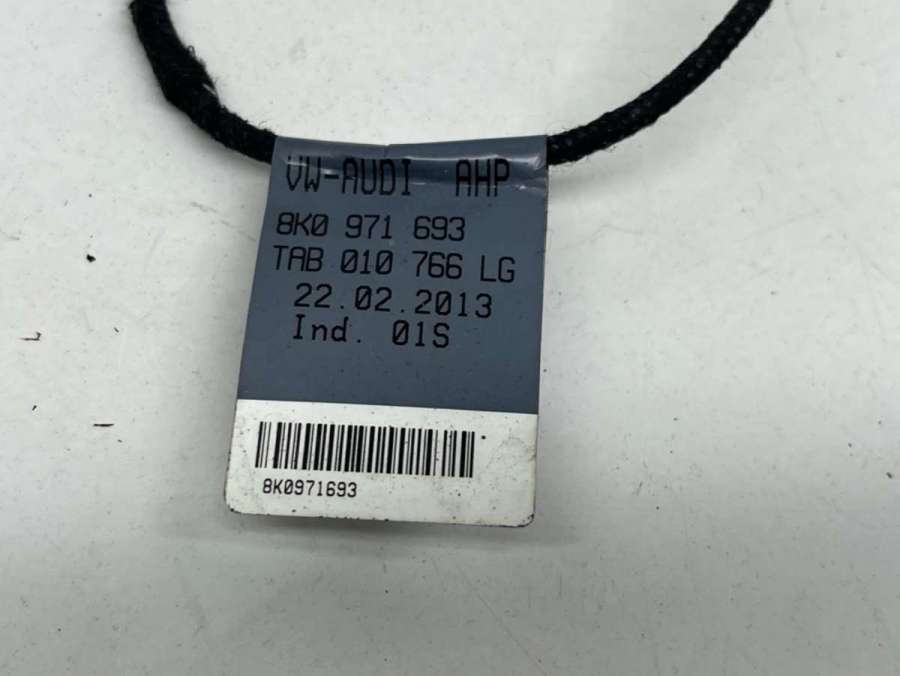 VW-AUDI AHP
8K0 971 693
TAB 010 766 LG
22.02.2013
Ind. 01S
8K0971693